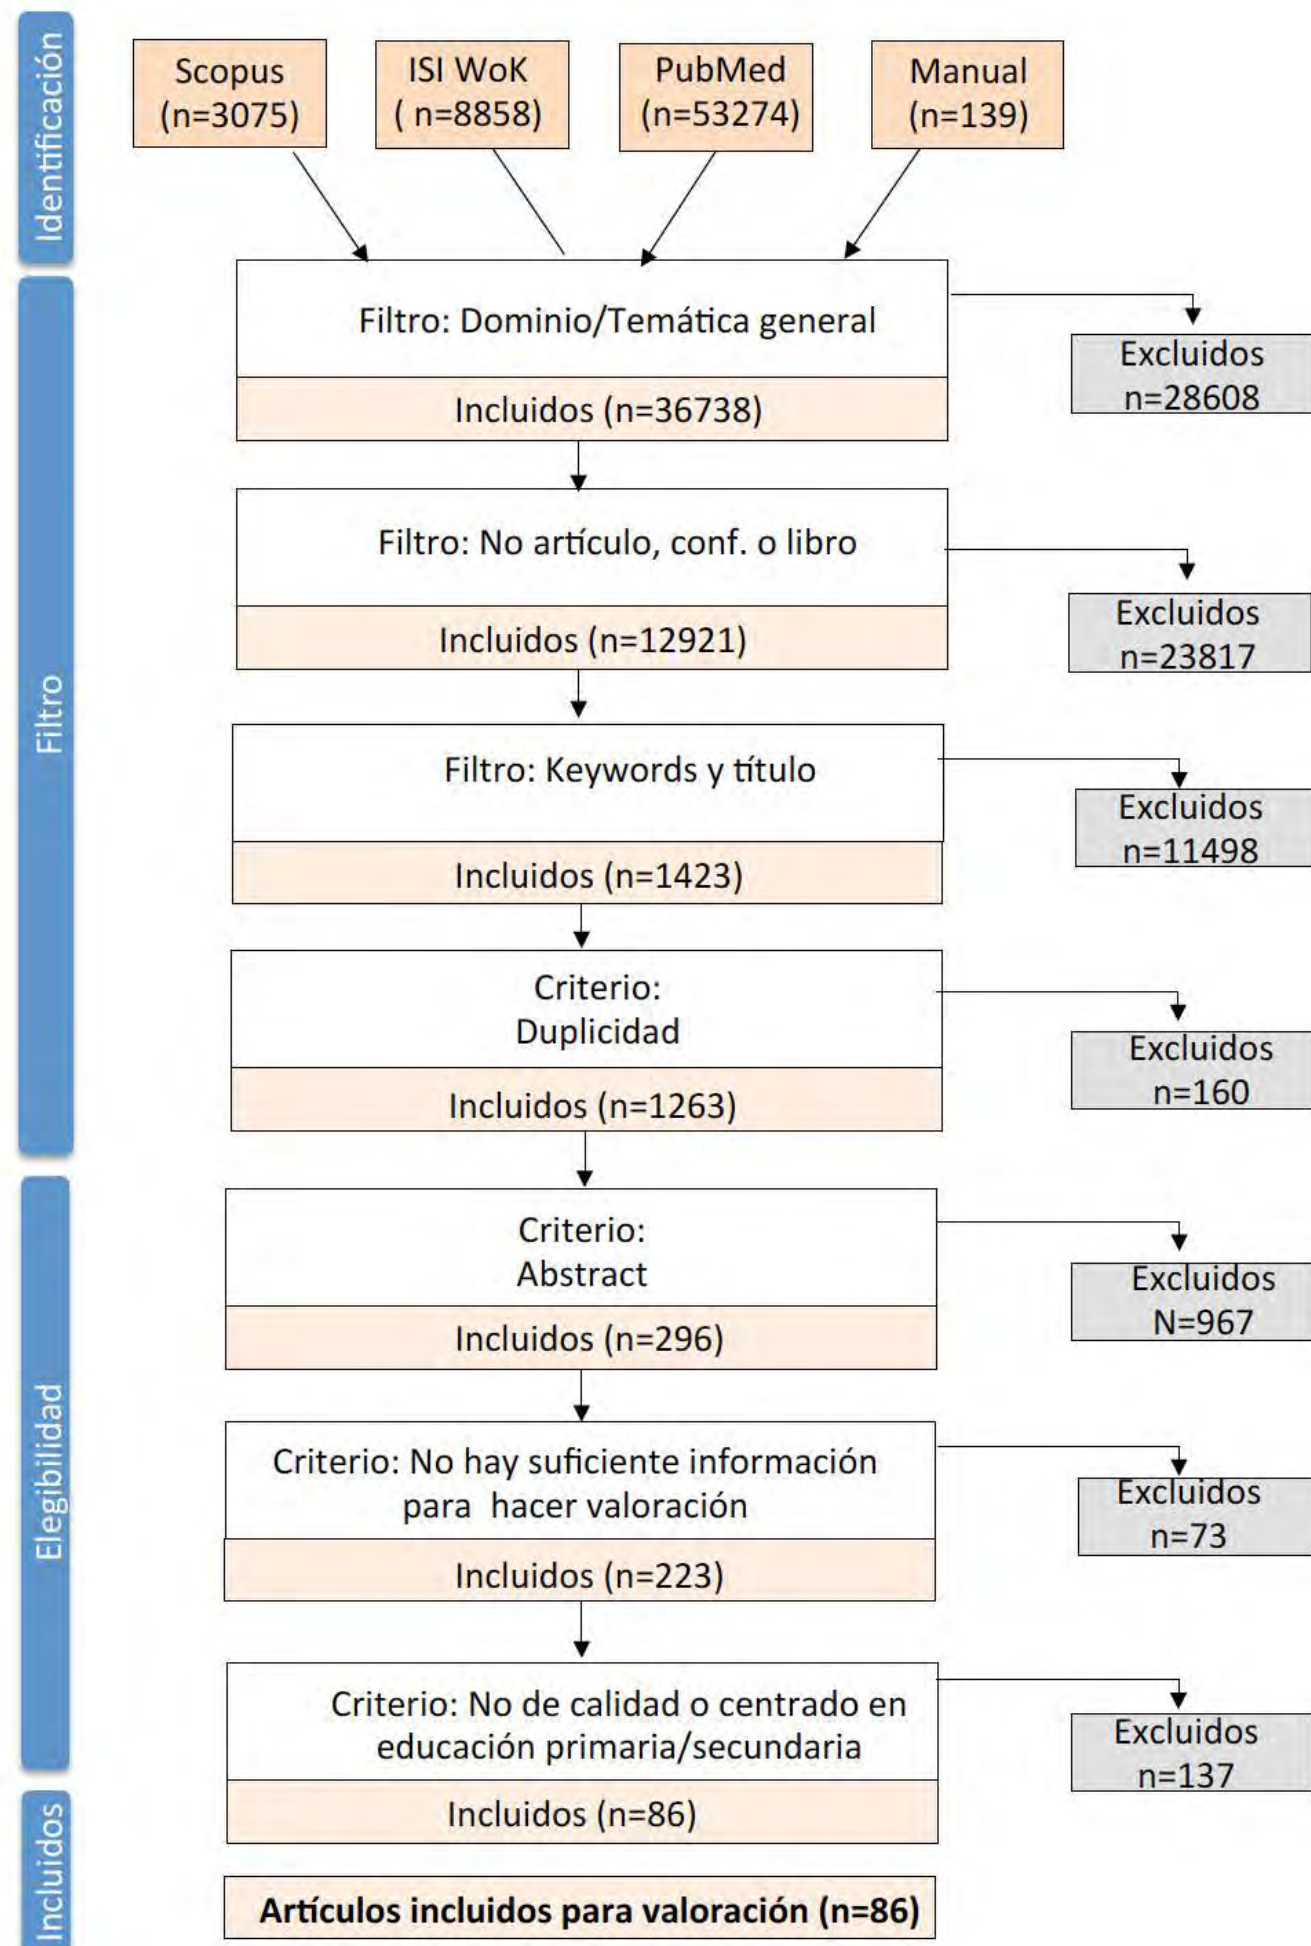 Identificación
Scopus
(n=3075)
ISI WoK
( n=8858)
PubMed
(n=53274)
Manual
(n=139)
Filtro
Filtro: Dominio/Temática general
Incluidos (n=36738)
Excluidos
n=28608
Filtro: No artículo, conf. o libro
Incluidos (n=12921)
Excluidos
n=23817
Filtro: Keywords y título
Incluidos (n=1423)
Excluidos
n=11498
Criterio:
Duplicidad
Incluidos (n=1263)
Excluidos
n=160
Elegibilidad
Criterio:
Abstract
Incluidos (n=296)
Excluidos
N=967
Criterio: No hay suficiente información
para hacer valoración
Incluidos (n=223)
Excluidos
n=73
Criterio: No de calidad o centrado en
educación primaria/secundaria
Incluidos (n=86)
Excluidos
n=137
Incluidos
Artículos incluidos para valoración (n=86)